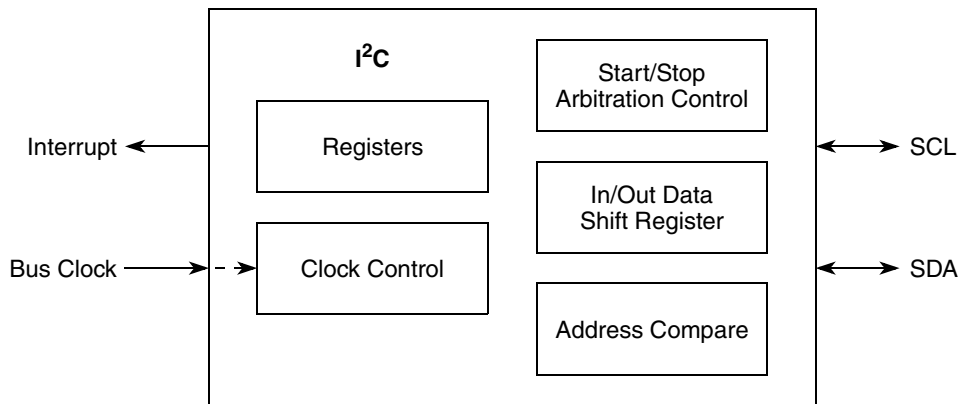 I²C
Start/Stop
Arbitration Control
Interrupt
Registers
SCL
In/Out Data
Shift Register
Bus Clock
Clock Control
SDA
Address Compare